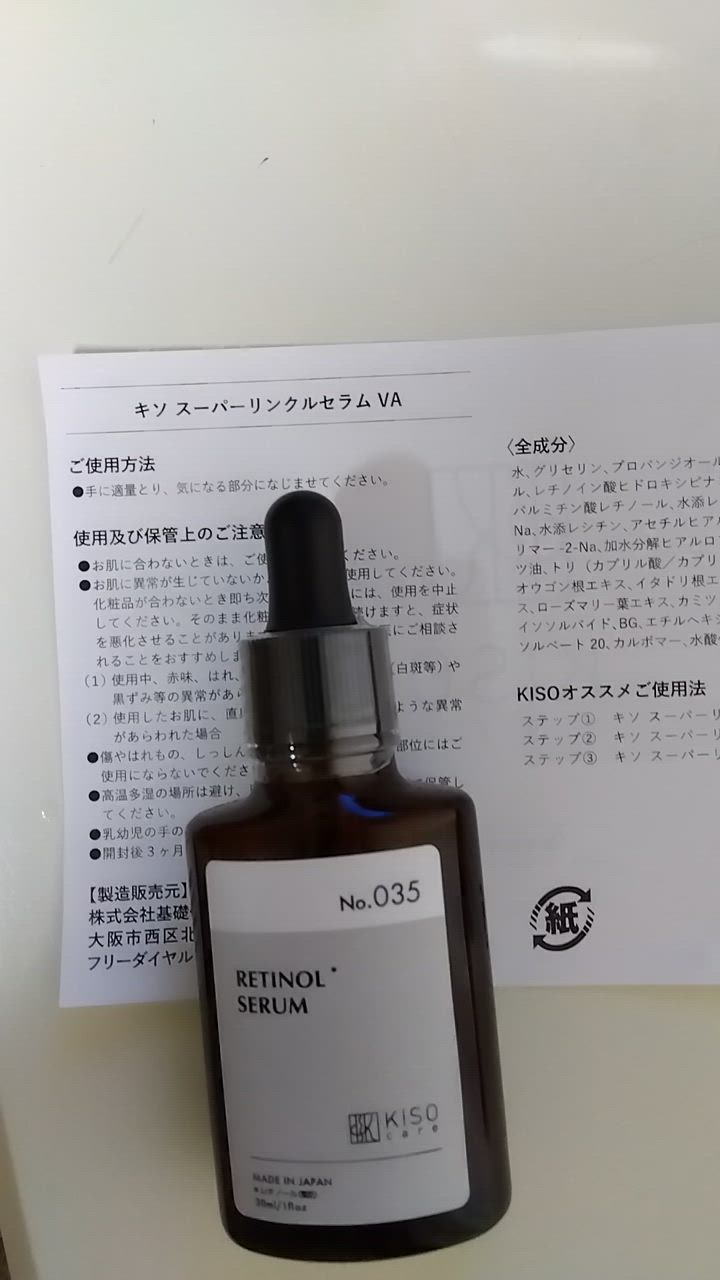 キソ スーパーリンクルセラム VA
ご使用方法
●手に適量とり、気になる部分になじませてください。
使用及び保管上のご注意
●お肌に合わないときは、ご使 ください。
●お肌に異常が生じていないか 使用してください。
化粧品が合わないとき即ち次 には、使用を中止
してください。そのまま化粧 続けますと、症状
を悪化させることがありま にご相談さ
れることをおすすめしま
(1) 使用中、赤味、はれ、 (白斑等) や
黒ずみ等の異常があら
(2) 使用したお肌に、直 ような異常
があらわれた場合
●傷やはれもの、しっしん 部位にはご
使用にならないでくださ
●高温多湿の場所は避け、 保管し
てください。
●乳幼児の手の
●開封後3ヶ月
【製造販売元】
株式会社基礎
大阪市西区北
フリーダイヤル
〈全成分〉
水、グリセリン、プロパンジオール
ル、レチノイン酸ヒドロキシピナ
パルミチン酸レチノール、水添レ
Na、水添レシチン、アセチルヒアル
リマー-2-Na、加水分解ヒアルロ
ツ油、トリ（カプリル酸／カプリ
オウゴン根エキス、イタドリ根エ
ス、ローズマリー葉エキス、カミツ
イソソルバイド、BG、エチルヘキシ
ソルベート20、カルボマー、水酸
KISOオススメご使用法
ステップ① キソ スーパーリ
ステップ② キソ スーパーリ
ステップ③ キソ スーパーリ
紙
No.035
RETINOL*
SERUM
KISO
care
MADE IN JAPAN
*レチノール
30ml/1floz